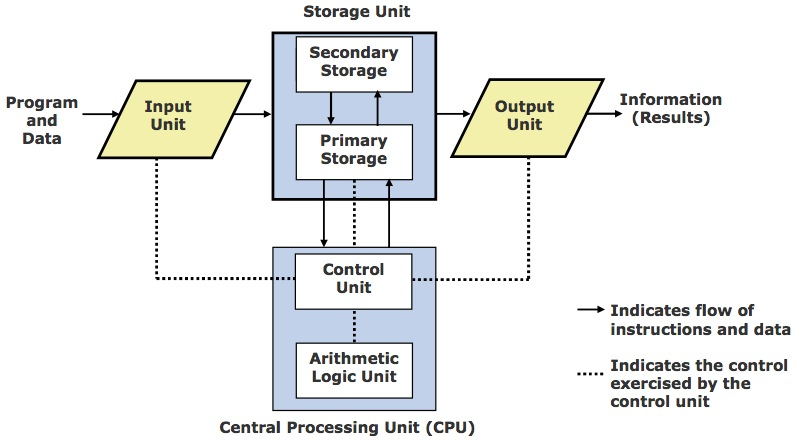 Storage Unit
Secondary
Storage
Program
and
Data
Input
Unit
Output
Unit
Information
(Results)
Primary
Storage
Control
Unit
Indicates flow of
instructions and data
Arithmetic
Logic Unit
Indicates the control
exercised by the
control unit
Central Processing Unit (CPU)